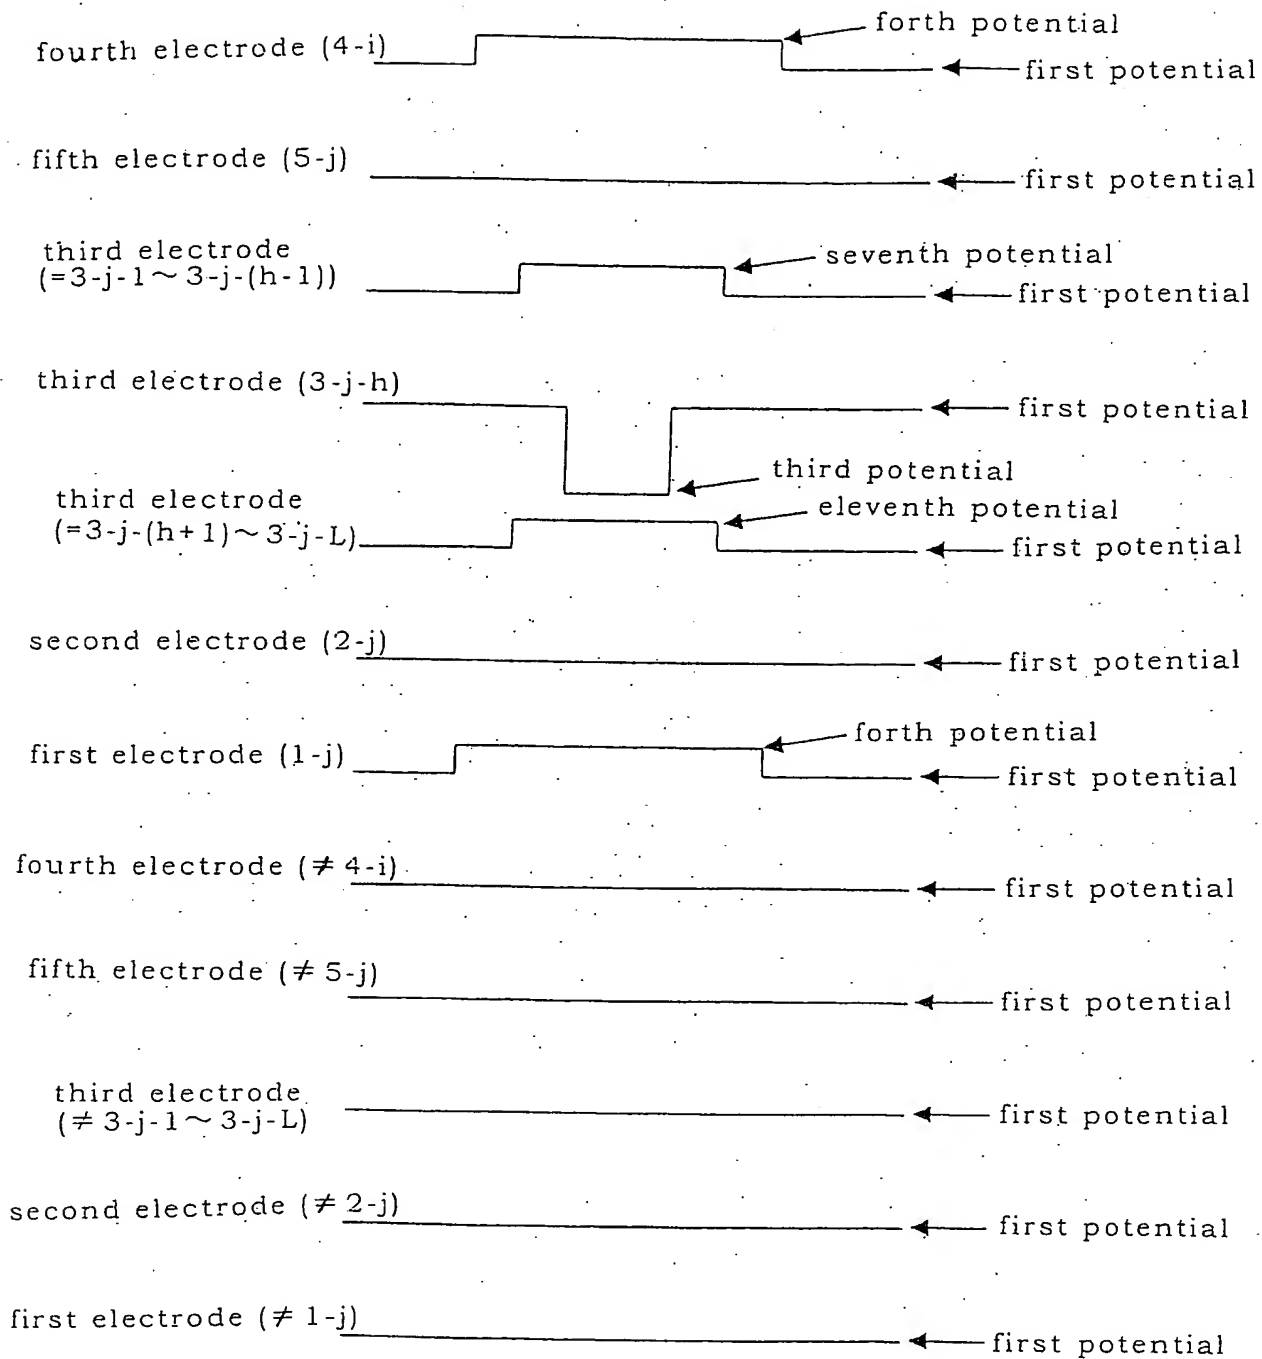 forth potential
fourth electrode (4-i)
first potential
fifth electrode (5-j)
first potential
third electrode
(=3-j-1～3-j-(h-1))
seventh potential
first potential
third electrode (3-j-h)
first potential
third potential
third electrode
(=3-j-(h+1)～3-j-L)
eleventh potential
first potential
second electrode (2-j)
first potential
forth potential
first electrode (1-j)
first potential
fourth electrode (≠ 4-i)
first potential
fifth electrode (≠ 5-j)
first potential
third electrode
(≠ 3-j-1～3-j-L)
first potential
second electrode (≠ 2-j)
first potential
first electrode (≠ 1-j)
first potential